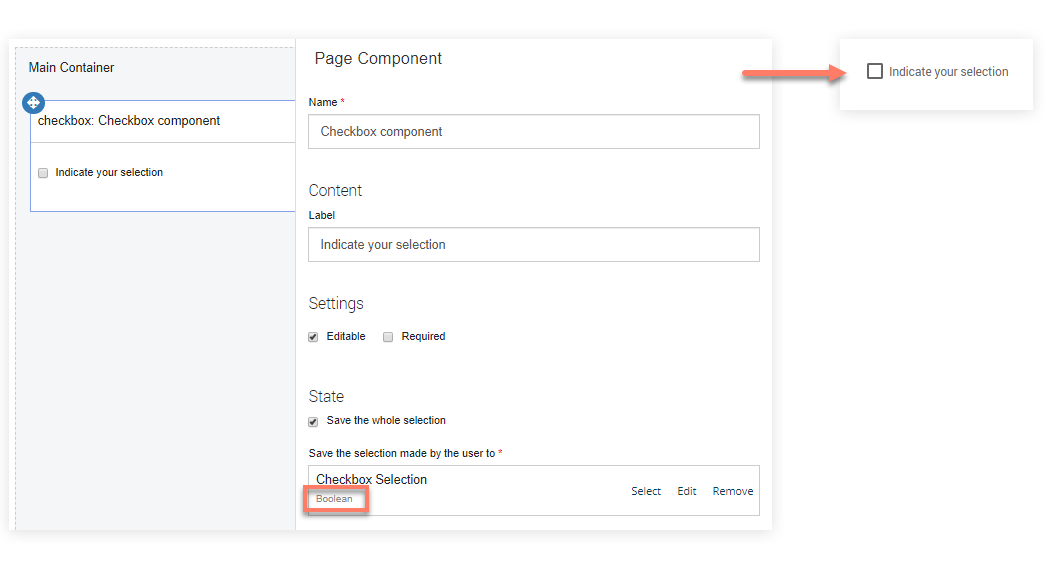 Main Container
checkbox: Checkbox component
Indicate your selection
Page Component
Name *
Checkbox component
Content
Label
Indicate your selection
Settings
Editable Required
State
Save the whole selection
Save the selection made by the user to *
Checkbox Selection
Boolean
Select Edit Remove
Indicate your selection